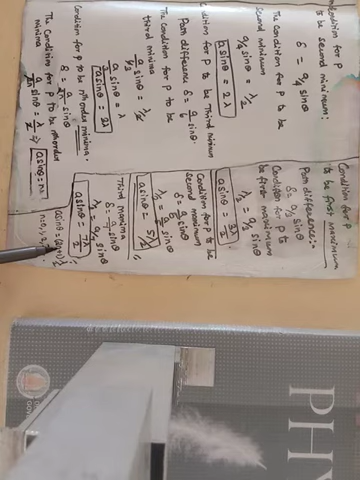 Condition for P
to be second minimum:
δ = a/4 sinθ
The condition for P to be
second minimum
a/4 sinθ = λ/2
a sinθ = 2λ
condition for P to be Third minimum
Path difference δ = a/6 sinθ
The condition for P to be
third minima
a sinθ = λ
condition for P to be nth order minima.
sinθ
The condition for P to be nth order
minima
sinθ = λ/2 ⇒ a sinθ = nλ
Condition for P
to be first maximum
Path difference:-
δ = a/3 sinθ
Condition for P to
be first maximum
λ/2 = a/3 sinθ
a sinθ = 3λ/2
Condition for P to be
second maximum
δ = a/5 sinθ
λ/2 = a/5 sinθ
a sinθ = 5λ/2
Third maxima
δ = a/7 sinθ
λ/2 = a/7 sinθ
a sinθ = 7λ/2
a sinθ = (2n+1) λ/2
PHY